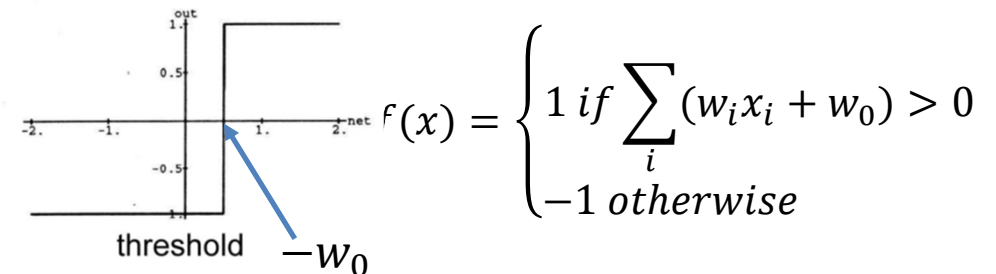 out
1.
0.5
-2. -1. 1. 2. net
-0.5
1.
threshold
−w₀
f(x) = { 1 if ∑ᵢ (wᵢxᵢ + w₀) > 0
−1 otherwise